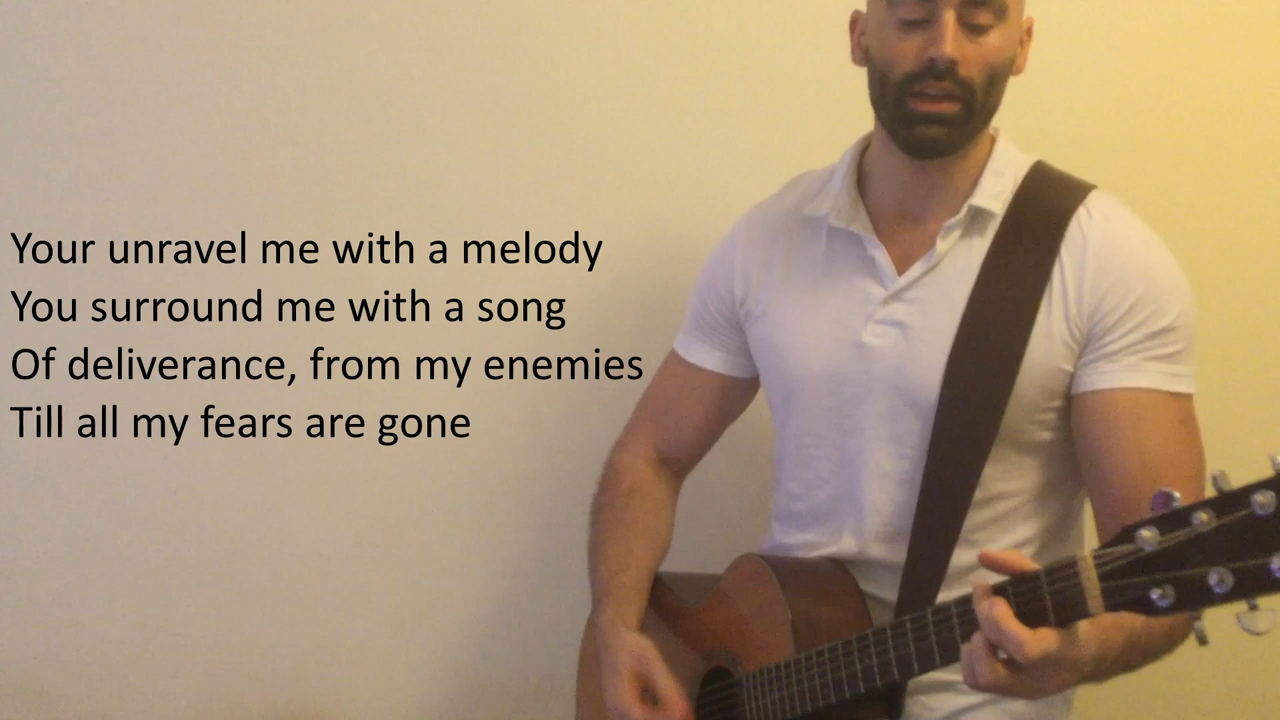 Your unravel me with a melody
You surround me with a song
Of deliverance, from my enemies
Till all my fears are gone